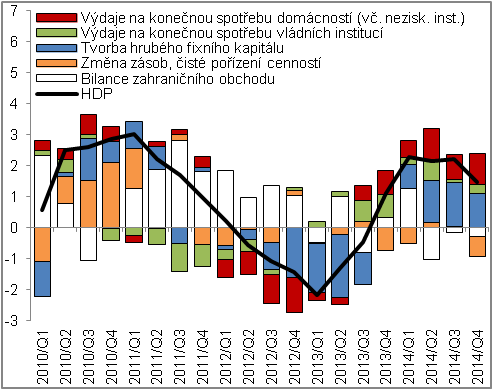 7
6
5
4
3
2
1
0
-1
-2
-3
Výdaje na konečnou spotřebu domácností (vč. nezisk. inst.)
Výdaje na konečnou spotřebu vládních institucí
Tvorba hrubého fixního kapitálu
Změna zásob, čisté pořízení cenností
Bilance zahraničního obchodu
HDP
2010/Q1
2010/Q2
2010/Q3
2010/Q4
2011/Q1
2011/Q2
2011/Q3
2011/Q4
2012/Q1
2012/Q2
2012/Q3
2012/Q4
2013/Q1
2013/Q2
2013/Q3
2013/Q4
2014/Q1
2014/Q2
2014/Q3
2014/Q4